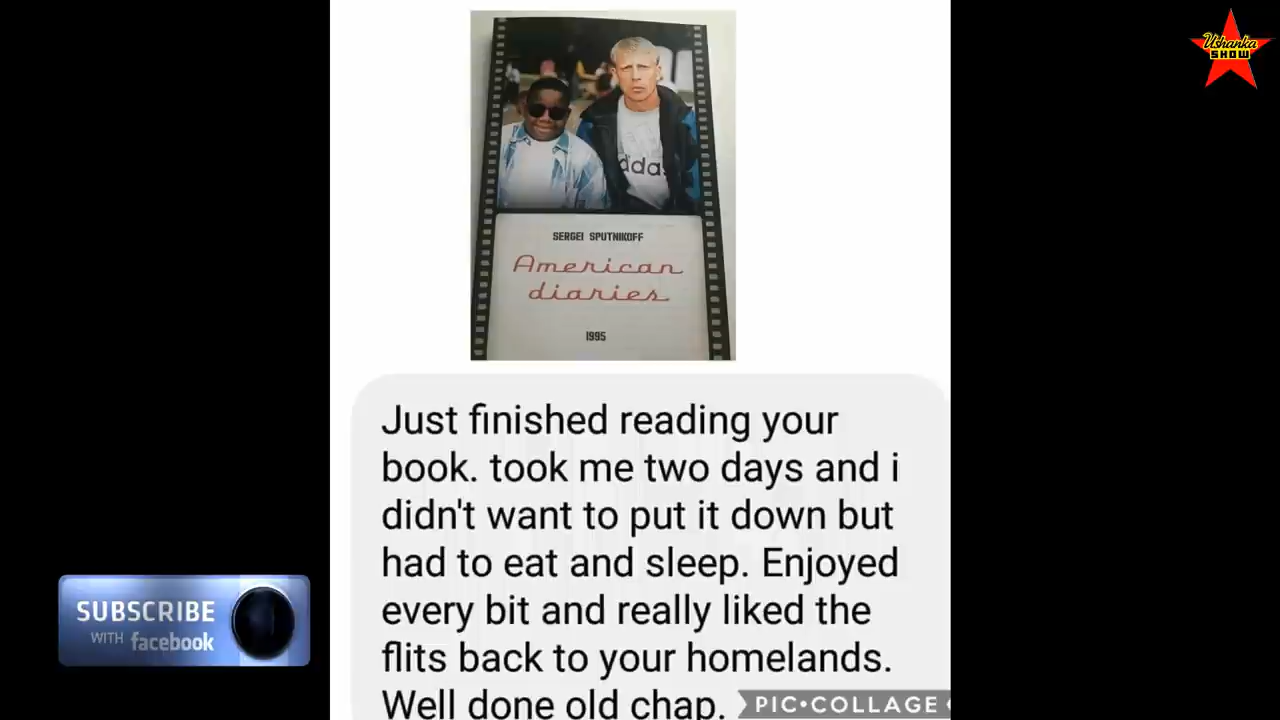 Ushanka
SHOW
ddas
SERGEI SPUTNIKOFF
American
diaries
1995
Just finished reading your
book. took me two days and i
didn't want to put it down but
had to eat and sleep. Enjoyed
every bit and really liked the
flits back to your homelands.
Well done old chap.
PIC•COLLAGE
SUBSCRIBE
WITH facebook